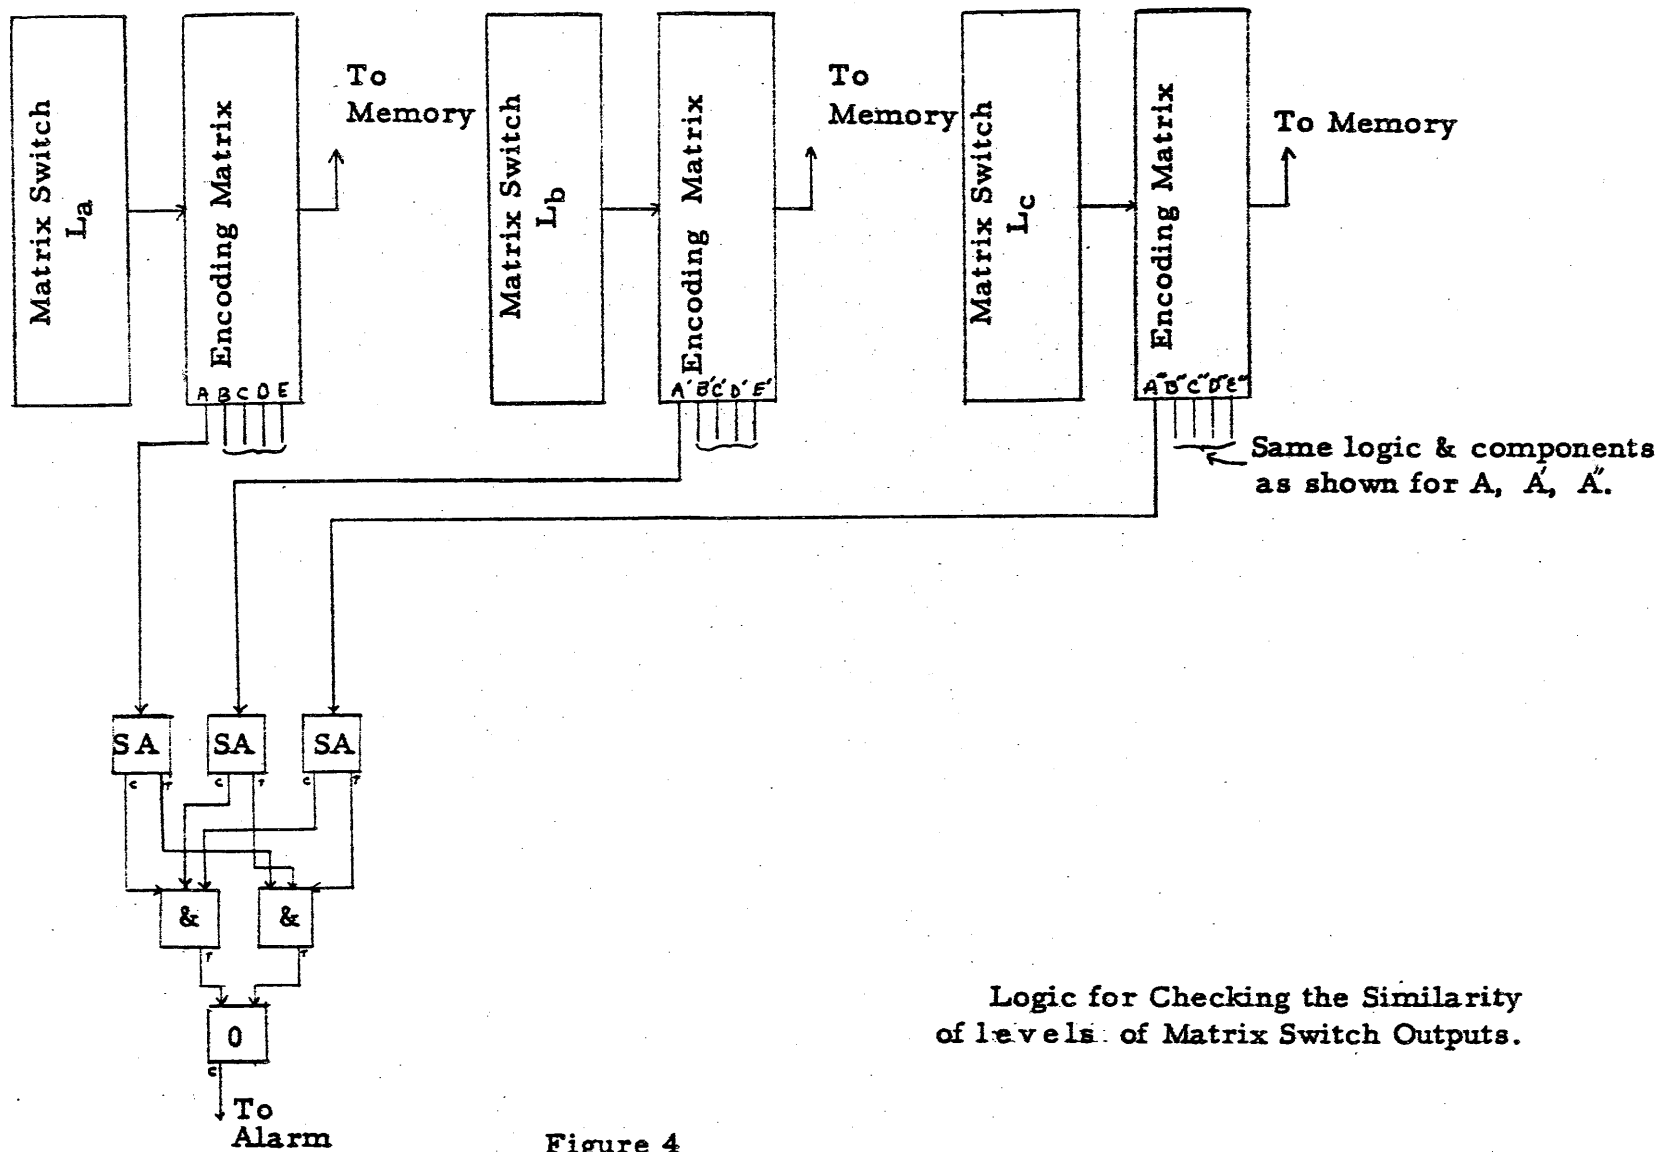 Matrix Switch
La
Encoding Matrix
To
Memory
Matrix Switch
Lb
Encoding Matrix
To
Memory
Matrix Switch
Lc
Encoding Matrix
To Memory
A B C D E
A' B' C' D' E'
A" B" C" D" E"
Same logic & components
as shown for A, A', A".
SA
SA
SA
C T
C T
C T
&
&
T
T
O
C
To
Alarm
Logic for Checking the Similarity
of levels of Matrix Switch Outputs.
Figure 4